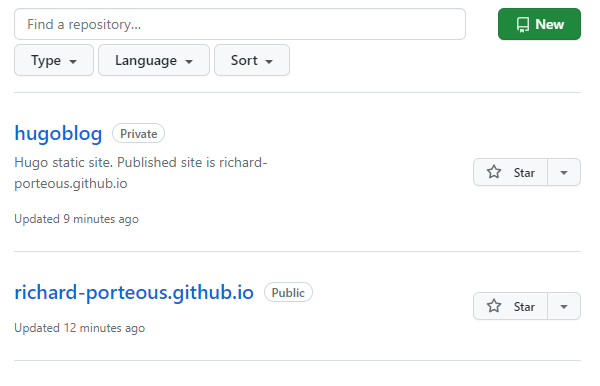 Find a repository...
New
Type
Language
Sort
hugoblog Private
Hugo static site. Published site is richard-
porteous.github.io
Star
Updated 9 minutes ago
richard-porteous.github.io Public
Star
Updated 12 minutes ago